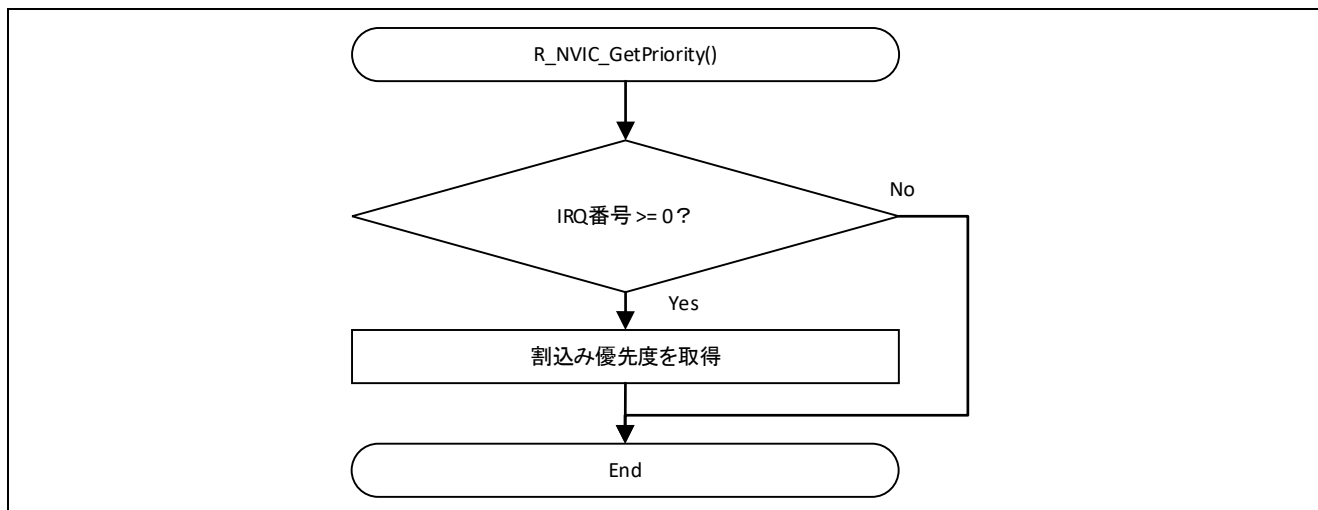 R_NVIC_GetPriority()
IRQ番号 >= 0?
No
Yes
割込み優先度を取得
End